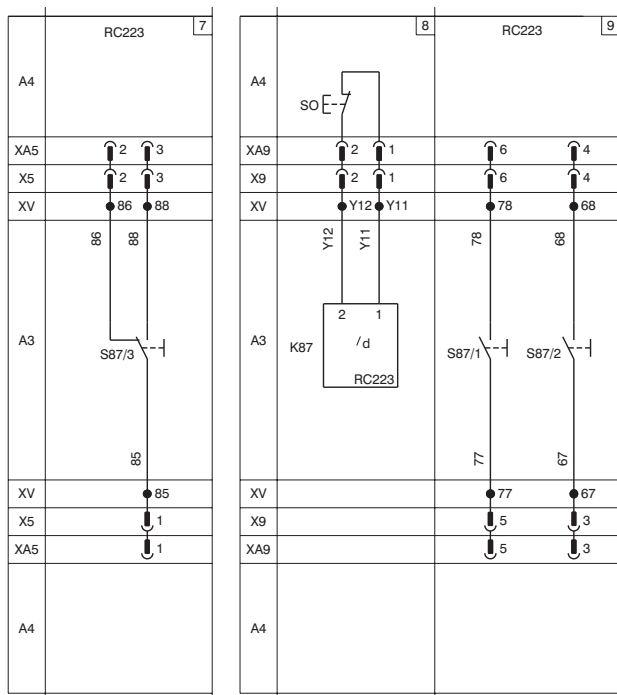 RC223 7
A4
XA5 2 3
X5 2 3
XV 86 88
86 88
A3
S87/3
85
XV 85
X5 1
XA5 1
A4
8 RC223 9
A4
SO
XA9 2 1 6 4
X9 2 1 6 4
XV Y12 Y11 78 68
Y12 Y11 78 68
2 1
A3 K87 /d S87/1 S87/2
RC223
77 67
XV 77 67
X9 5 3
XA9 5 3
A4